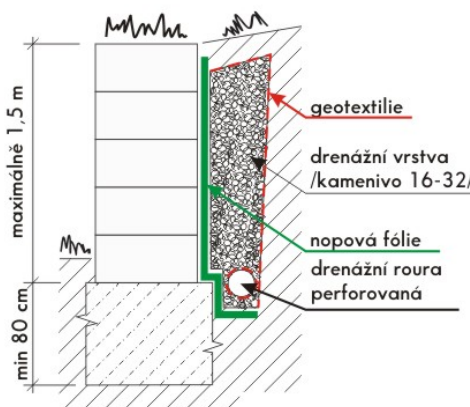 maximálně 1,5 m
min 80 cm
geotextilie
drenážní vrstva
/kamenivo 16-32/
nopová fólie
drenážní roura
perforovaná